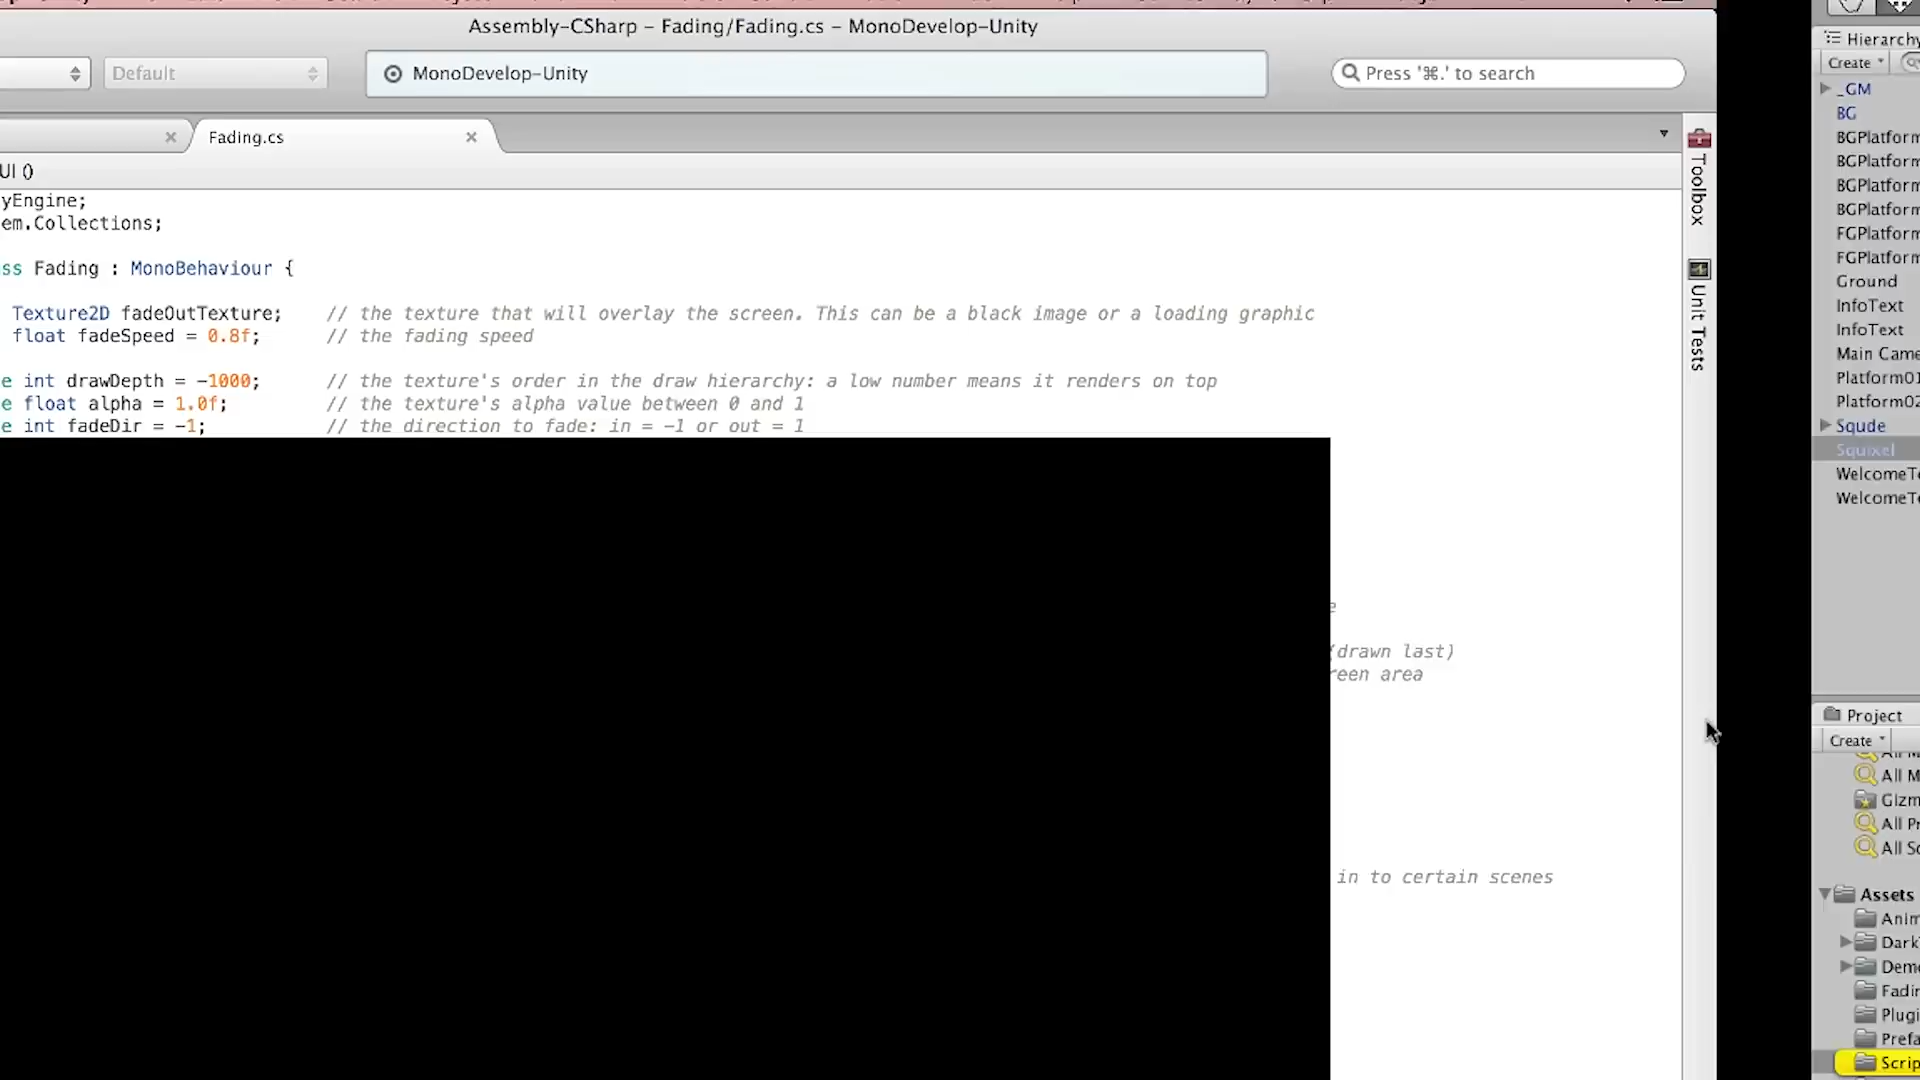 Assembly-CSharp – Fading/Fading.cs – MonoDevelop-Unity
Default
MonoDevelop-Unity
Press '⌘.' to search
Fading.cs
UI ()
yEngine;
em.Collections;
ss Fading : MonoBehaviour {
Texture2D fadeOutTexture; // the texture that will overlay the screen. This can be a black image or a loading graphic
float fadeSpeed = 0.8f; // the fading speed
e int drawDepth = -1000; // the texture's order in the draw hierarchy: a low number means it renders on top
e float alpha = 1.0f; // the texture's alpha value between 0 and 1
e int fadeDir = -1; // the direction to fade: in = -1 or out = 1
e
(drawn last)
reen area
in to certain scenes
Toolbox
Unit Tests
Hierarchy
Create
_GM
BG
BGPlatform
BGPlatform
BGPlatform
BGPlatform
FGPlatform
FGPlatform
Ground
InfoText
InfoText
Main Came
Platform01
Platform02
Squde
Squixel
WelcomeTe
WelcomeTe
Project
Create
All M
All M
Gizm
All Pr
All Sc
Assets
Anim
Dark
Demo
Fadin
Plugi
Prefa
Scrip